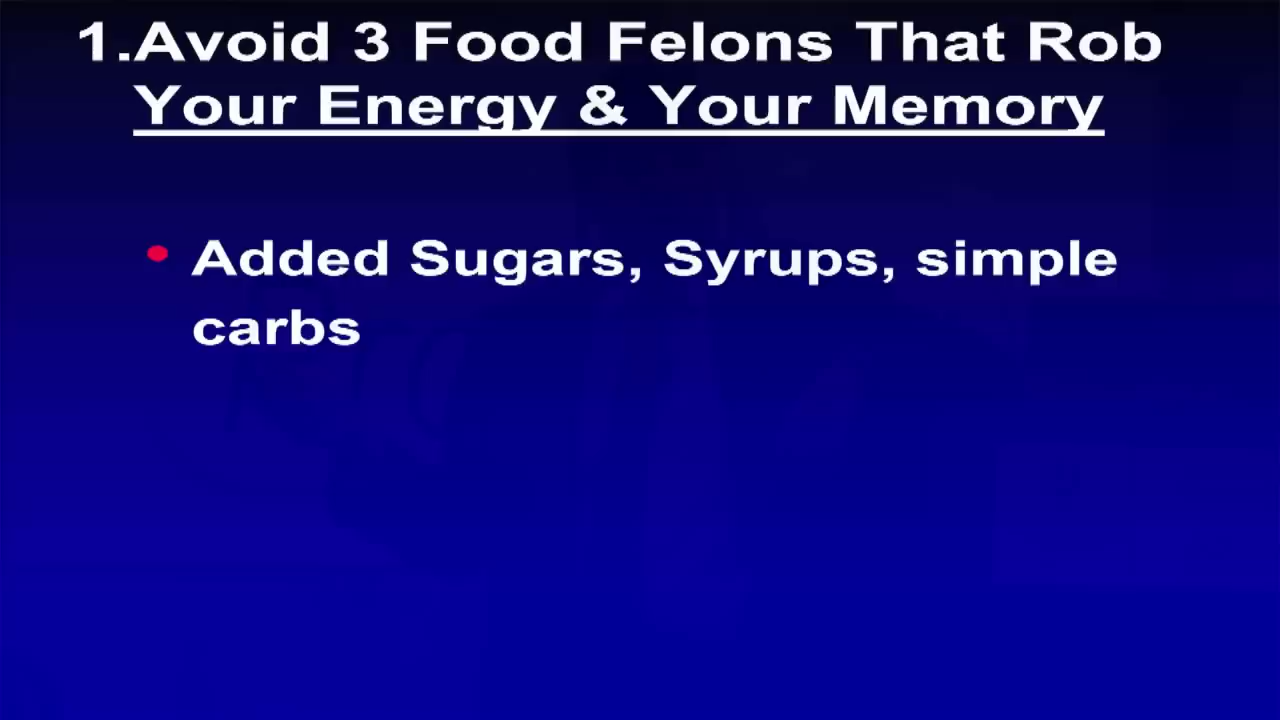 1.Avoid 3 Food Felons That Rob
Your Energy & Your Memory
• Added Sugars, Syrups, simple
carbs